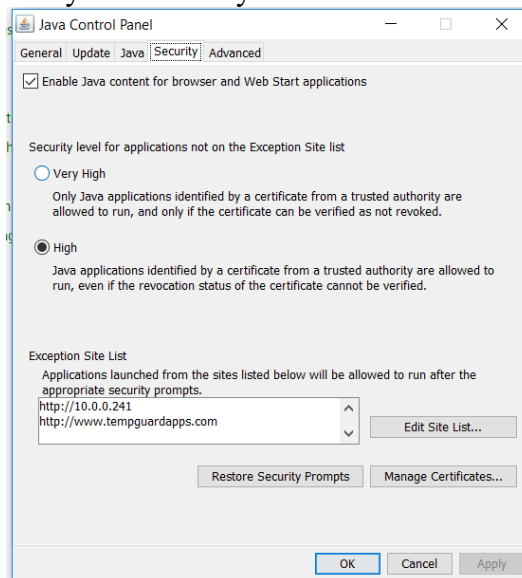 Java Control Panel
General Update Java Security Advanced
Enable Java content for browser and Web Start applications
Security level for applications not on the Exception Site list
Very High
Only Java applications identified by a certificate from a trusted authority are
allowed to run, and only if the certificate can be verified as not revoked.
High
Java applications identified by a certificate from a trusted authority are allowed to
run, even if the revocation status of the certificate cannot be verified.
Exception Site List
Applications launched from the sites listed below will be allowed to run after the
appropriate security prompts.
http://10.0.0.241
http://www.tempguardapps.com
Edit Site List...
Restore Security Prompts Manage Certificates...
OK Cancel Apply